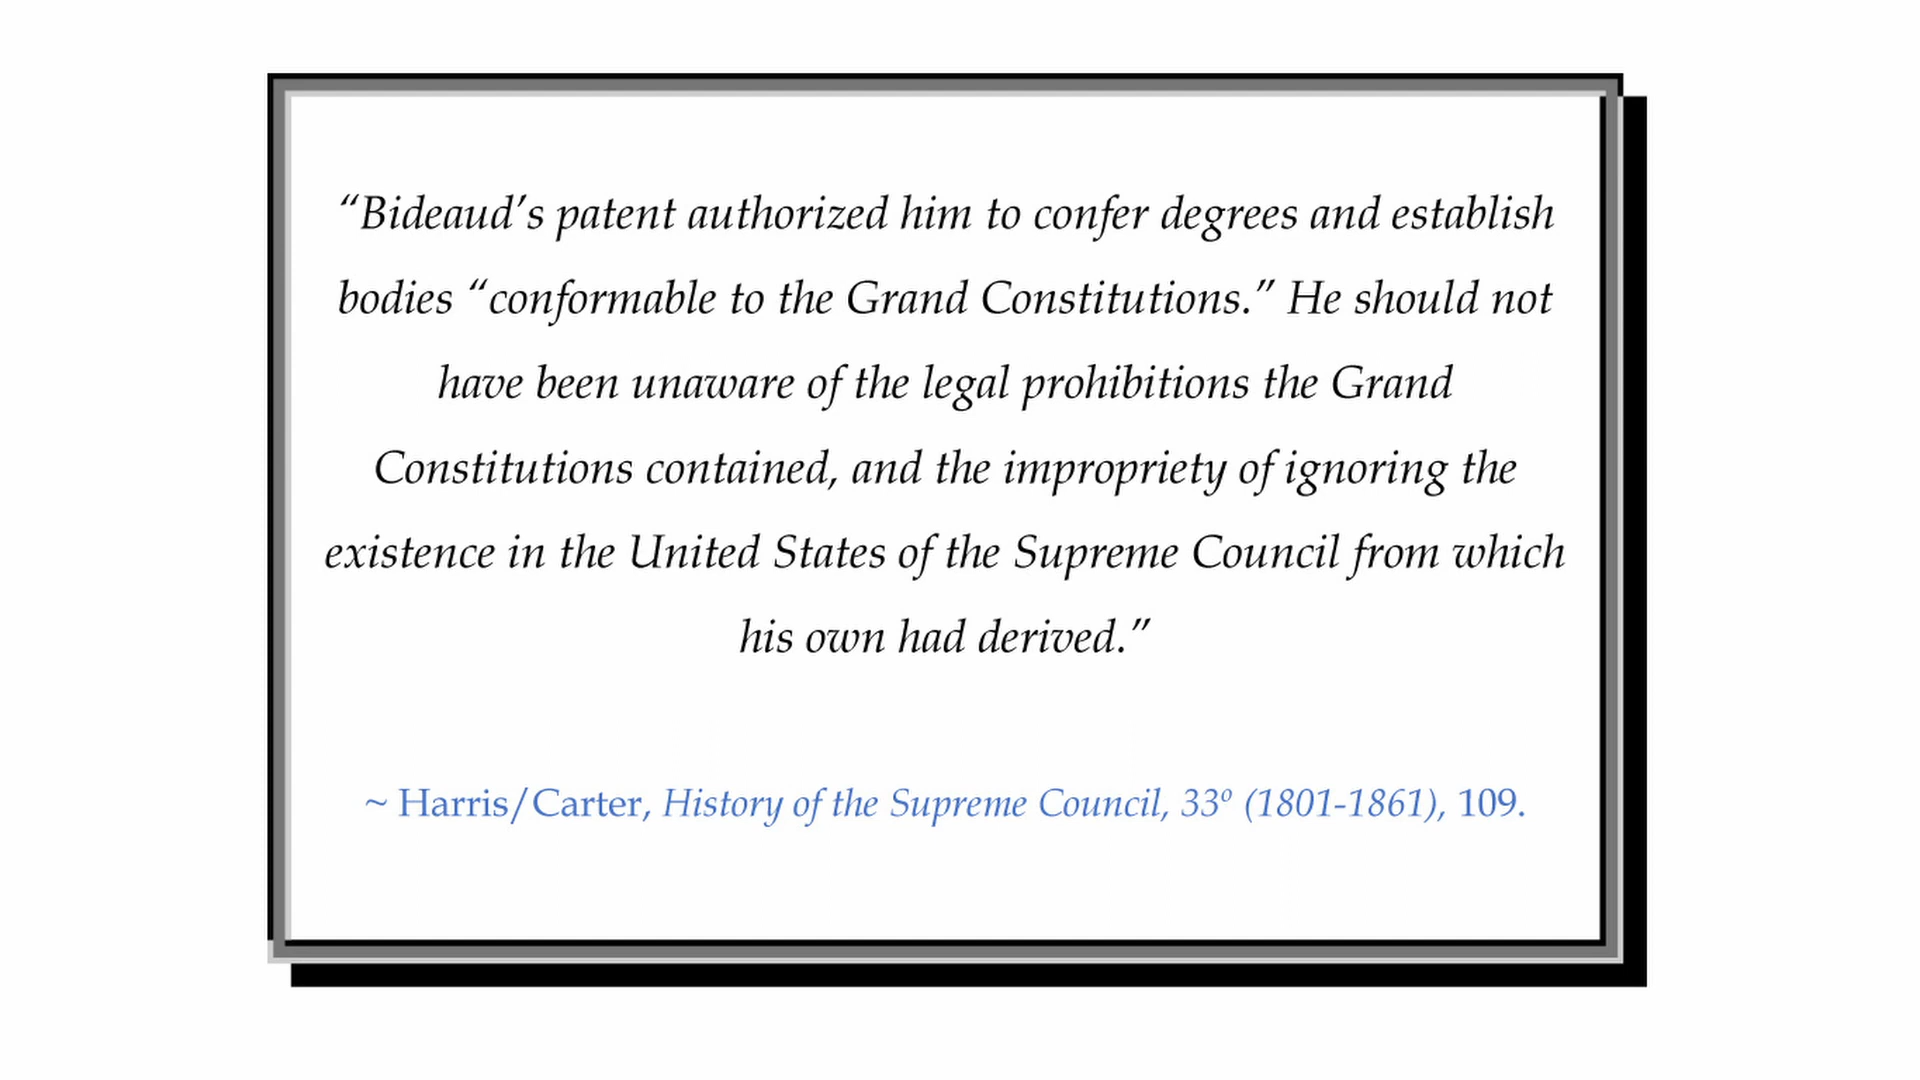 “Bideaud’s patent authorized him to confer degrees and establish
bodies “conformable to the Grand Constitutions.” He should not
have been unaware of the legal prohibitions the Grand
Constitutions contained, and the impropriety of ignoring the
existence in the United States of the Supreme Council from which
his own had derived.”
~ Harris/Carter, History of the Supreme Council, 33º (1801-1861), 109.